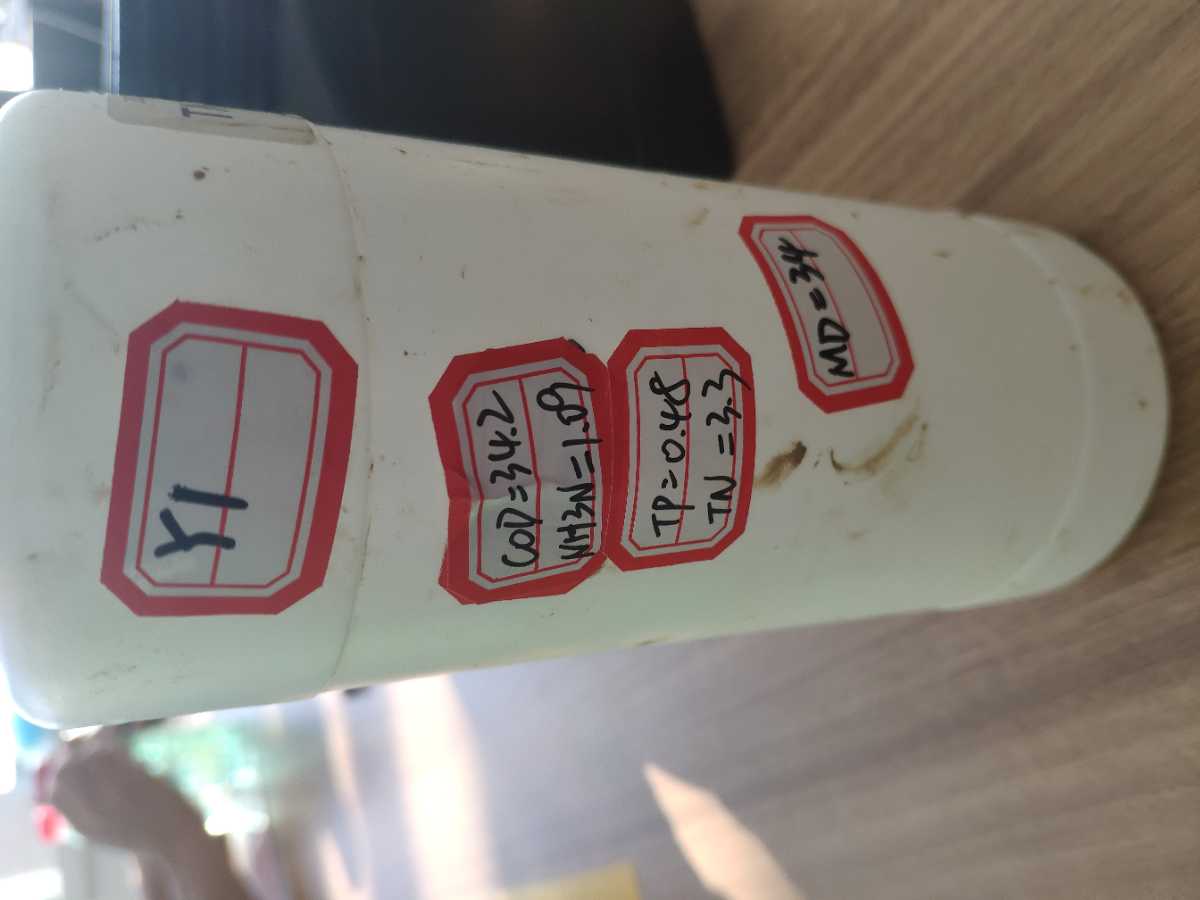 Y1
COD=34.2
NH3N=1.09
TP=0.48
TN=3.3
MD=34